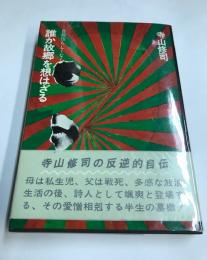 寺山修司
誰か故郷を想はざる
寺山修司の反逆的自伝
母は私生児、父は戦死、多感な放浪
生活の後、詩人として颯爽と登場す
る、その愛憎相剋する半生の墓標